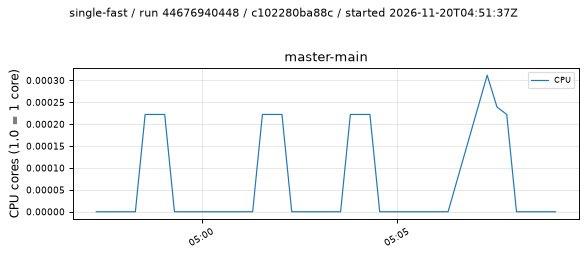 single-fast / run 44676940448 / c102280ba88c / started 2026-11-20T04:51:37Z
master-main
CPU cores (1.0 = 1 core)
0.00030
0.00025
0.00020
0.00015
0.00010
0.00005
0.00000
CPU
05:00
05:05